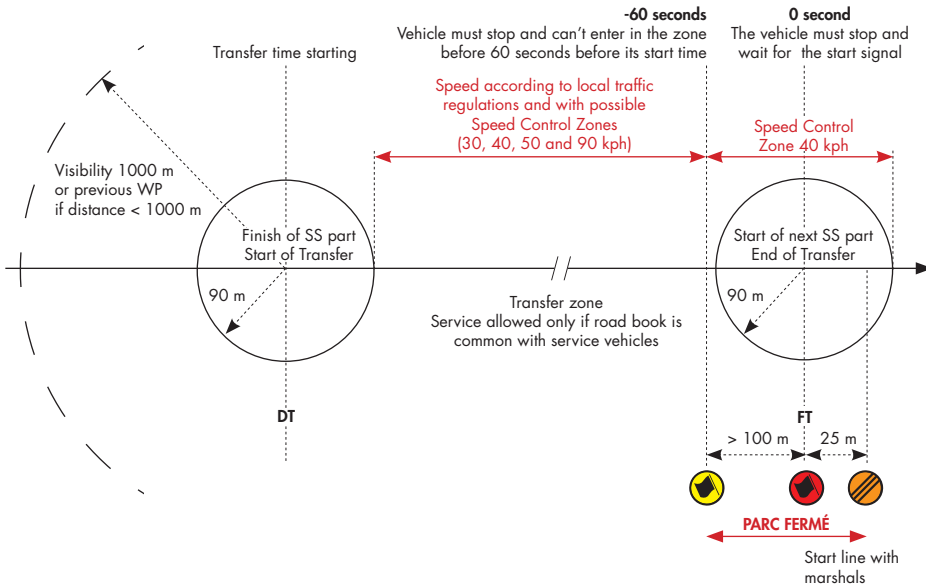 -60 seconds
Vehicle must stop and can't enter in the zone
before 60 seconds before its start time
0 second
The vehicle must stop and
wait for the start signal
Transfer time starting
Speed according to local traffic
regulations and with possible
Speed Control Zones
(30, 40, 50 and 90 kph)
Speed Control
Zone 40 kph
Visibility 1000 m
or previous WP
if distance < 1000 m
Finish of SS part
Start of Transfer
Start of next SS part
End of Transfer
90 m
90 m
Transfer zone
Service allowed only if road book is
common with service vehicles
DT
FT
> 100 m
25 m
PARC FERMÉ
Start line with
marshals